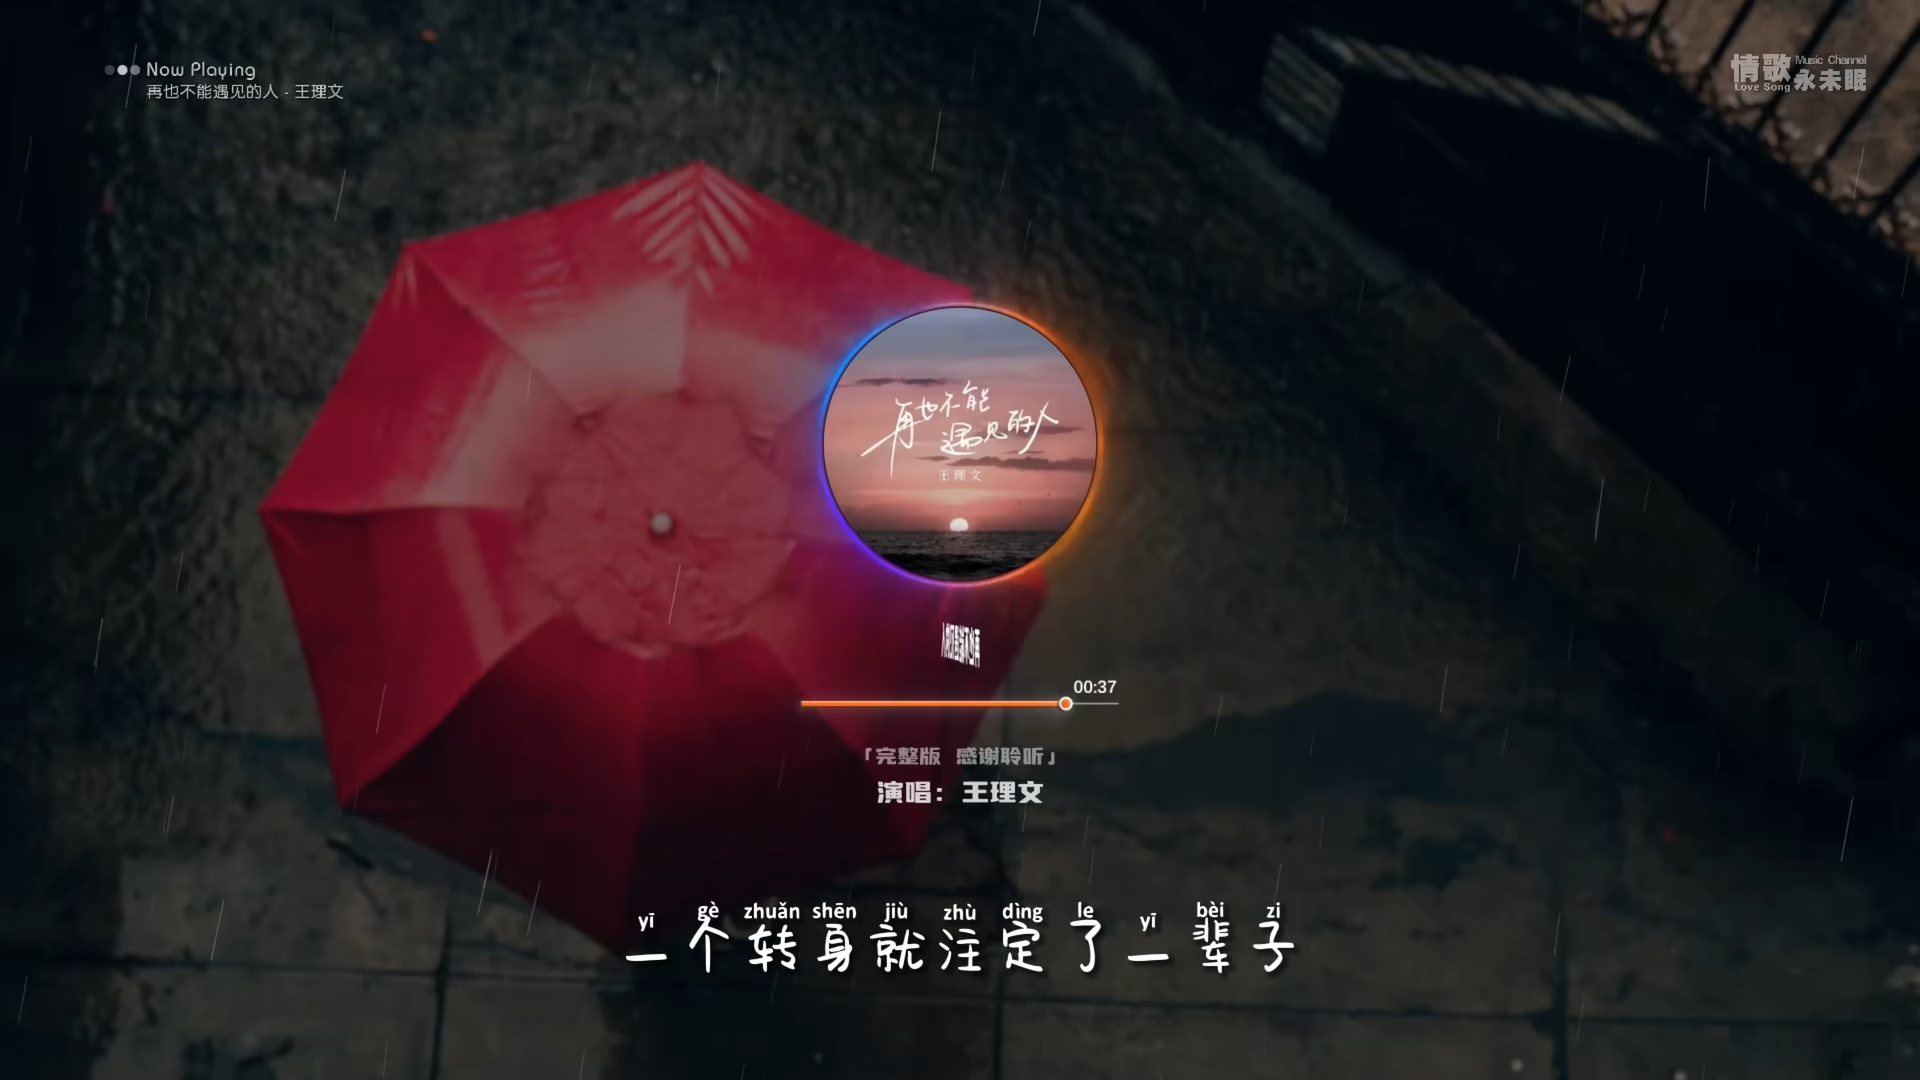 Now Playing
再也不能遇见的人 - 王理文
情歌 Music Channel
Love Song 永未眠
再也不能
遇见的人
王理文
00:37
「完整版 感谢聆听」
演唱：王理文
yī gè zhuǎn shēn jiù zhù dìng le yī bèi zi
一个转身就注定了一辈子